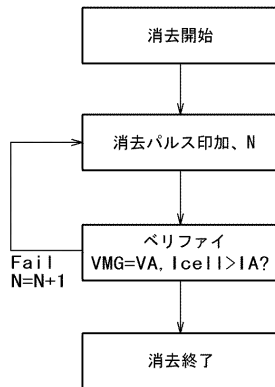 消去開始
消去パルス印加、N
ベリファイ
VMG=VA, Icell>IA?
Fail
N=N+1
消去終了